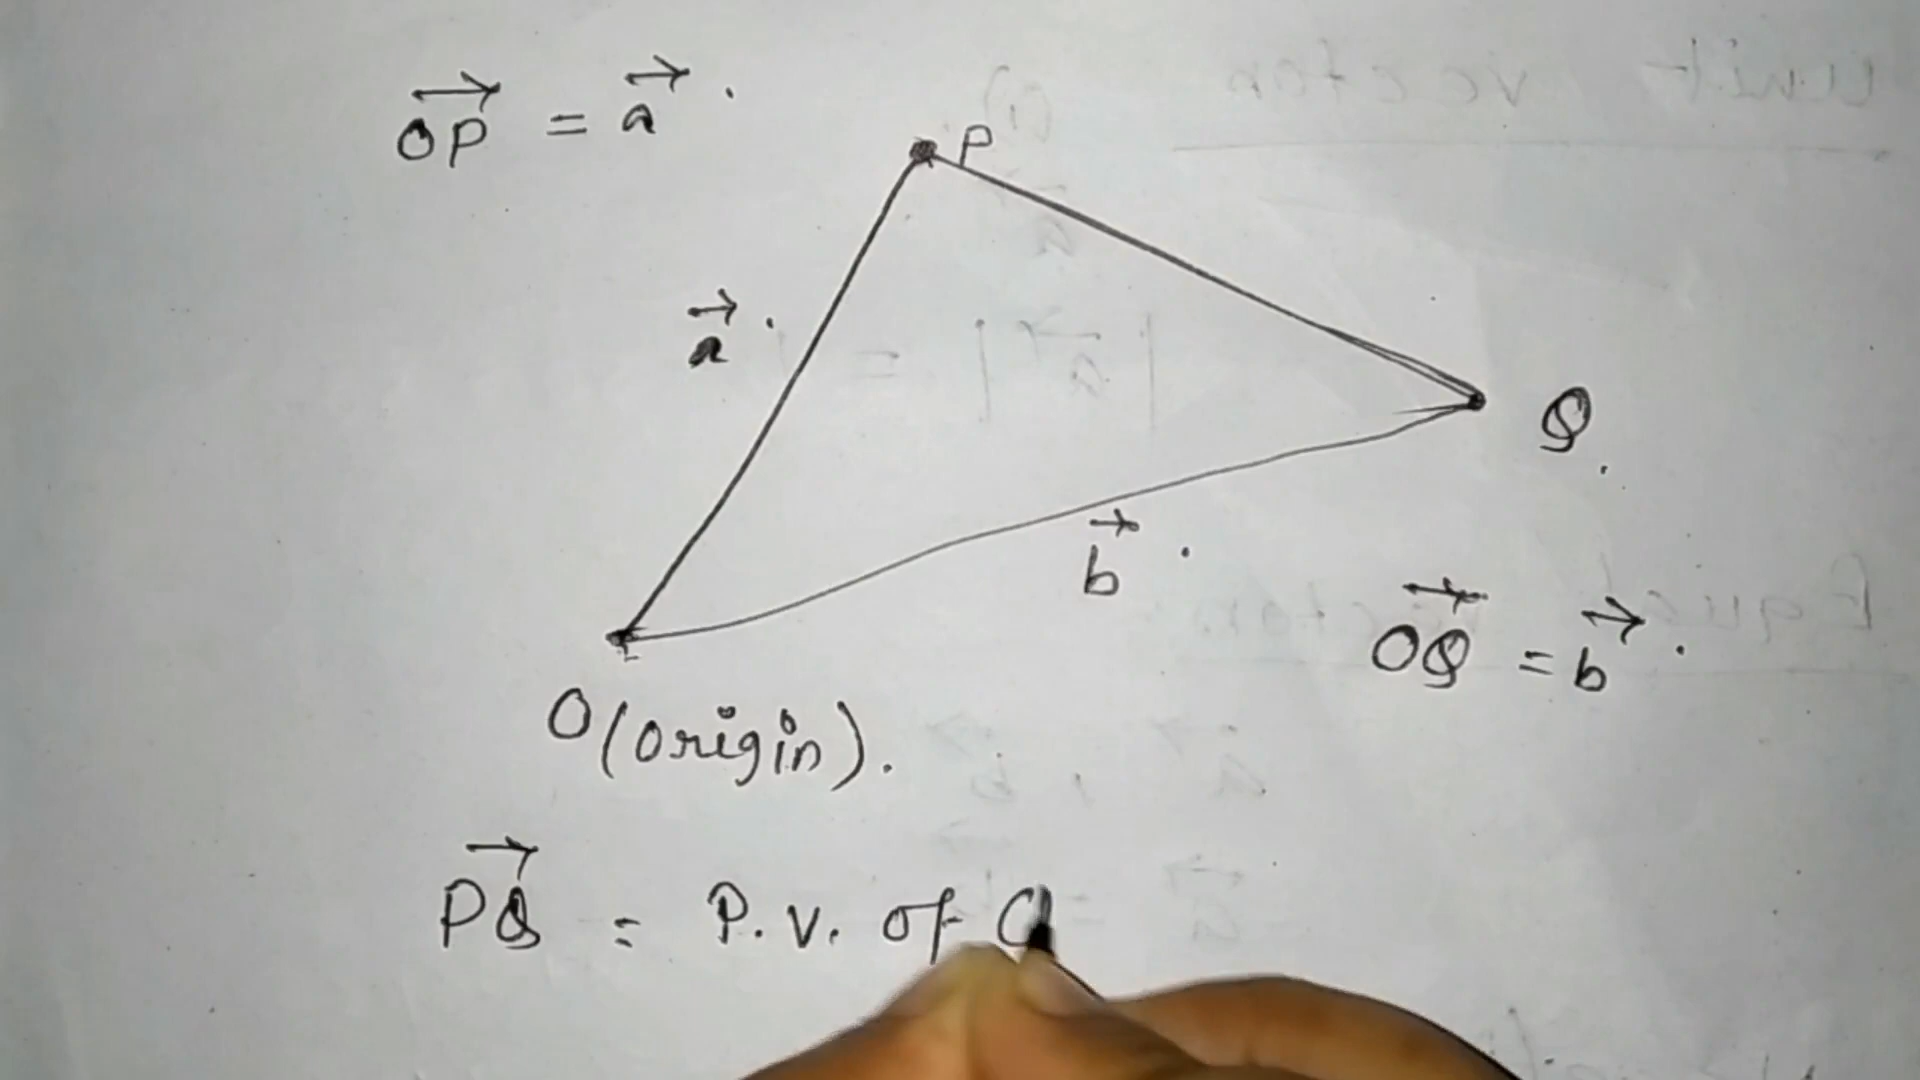 OP⃗ = a⃗ .
P
a⃗ .
Q .
b⃗ .
OQ⃗ = b⃗ .
O (origin).
PQ⃗ = P.V. of Q